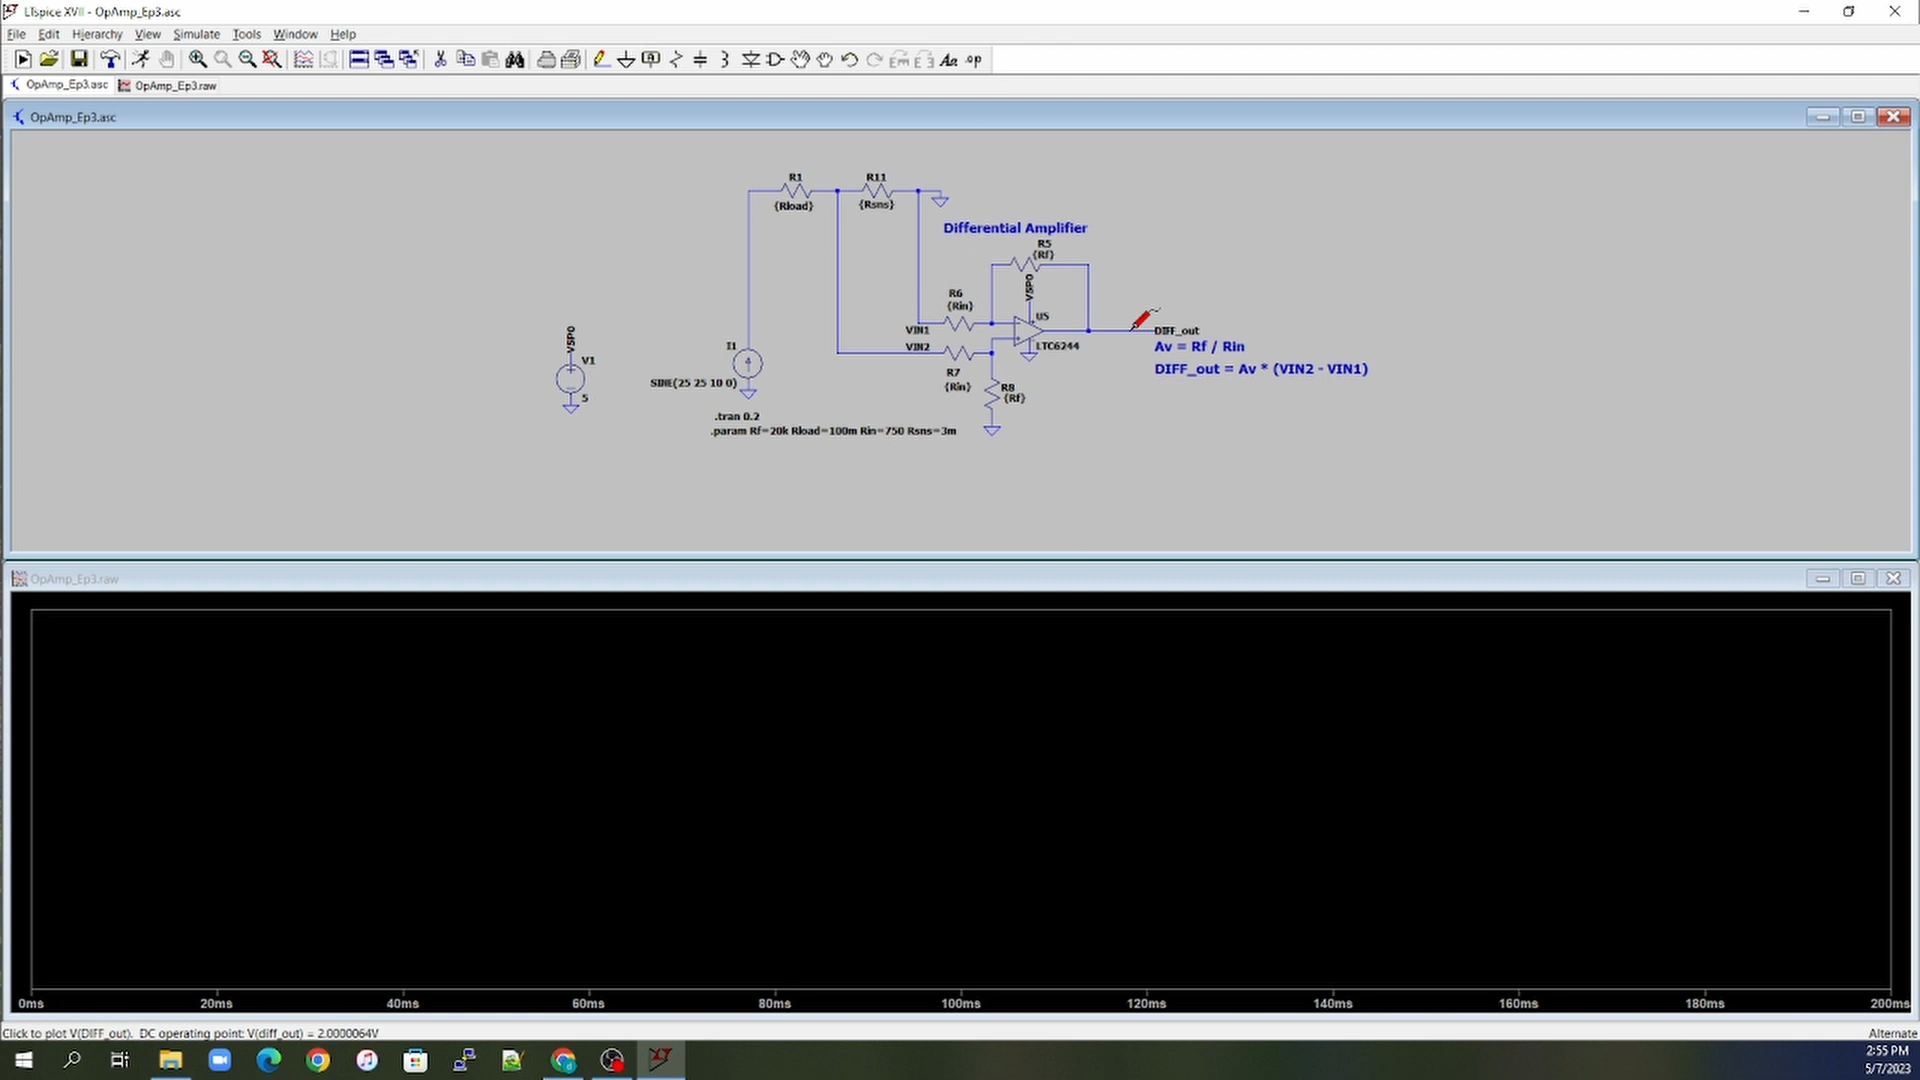 LTspice XVII - OpAmp_Ep3.asc
File Edit Hierarchy View Simulate Tools Window Help
Aa .op
OpAmp_Ep3.asc OpAmp_Ep3.raw
OpAmp_Ep3.asc
R1
{Rload}
R11
{Rsns}
Differential Amplifier
R5
{Rf}
VSPO
R6
{Rin}
U5
VIN1
VIN2
LTC6244
DIFF_out
Av = Rf / Rin
DIFF_out = Av * (VIN2 - VIN1)
R7
{Rin}
R8
{Rf}
VSPO
V1
5
I1
SINE(25 25 10 0)
.tran 0.2
.param Rf=20k Rload=100m Rin=750 Rsns=3m
OpAmp_Ep3.raw
0ms 20ms 40ms 60ms 80ms 100ms 120ms 140ms 160ms 180ms 200ms
Click to plot V(DIFF_out). DC operating point: V(diff_out) = 2.0000064V
Alternate
2:55 PM
5/7/2023